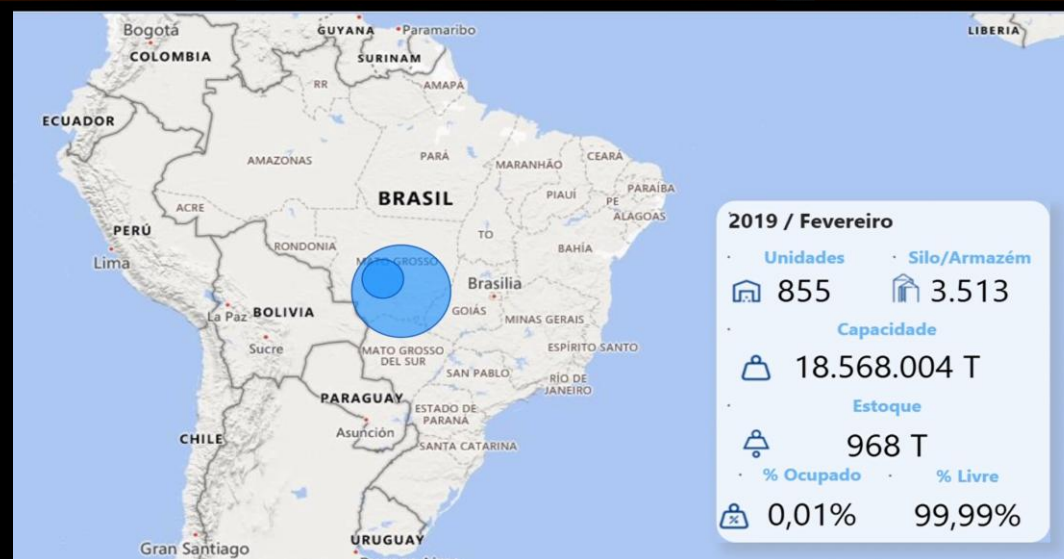 Bogotá
COLOMBIA
GUYANA
Paramaribo
SURINAM
LIBERIA
RR
AMAPÁ
ECUADOR
AMAZONAS
PARÁ
MARANHÃO
CEARÁ
BRASIL
PIAUÍ
PARAÍBA
PE
ACRE
ALAGOAS
PERÚ
RONDONIA
MATO GROSSO
TO
BAHÍA
Lima
Brasilia
La Paz
BOLIVIA
GOIÁS
MINAS GERAIS
Sucre
MATO GROSSO
DEL SUR
ESPÍRITO SANTO
SAN PABLO
RÍO DE
JANEIRO
PARAGUAY
ESTADO DE
PARANÁ
Asunción
CHILE
SANTA CATARINA
URUGUAY
Gran Santiago
2019 / Fevereiro
Unidades
Silo/Armazém
855
3.513
Capacidade
18.568.004 T
Estoque
968 T
% Ocupado
% Livre
0,01%
99,99%